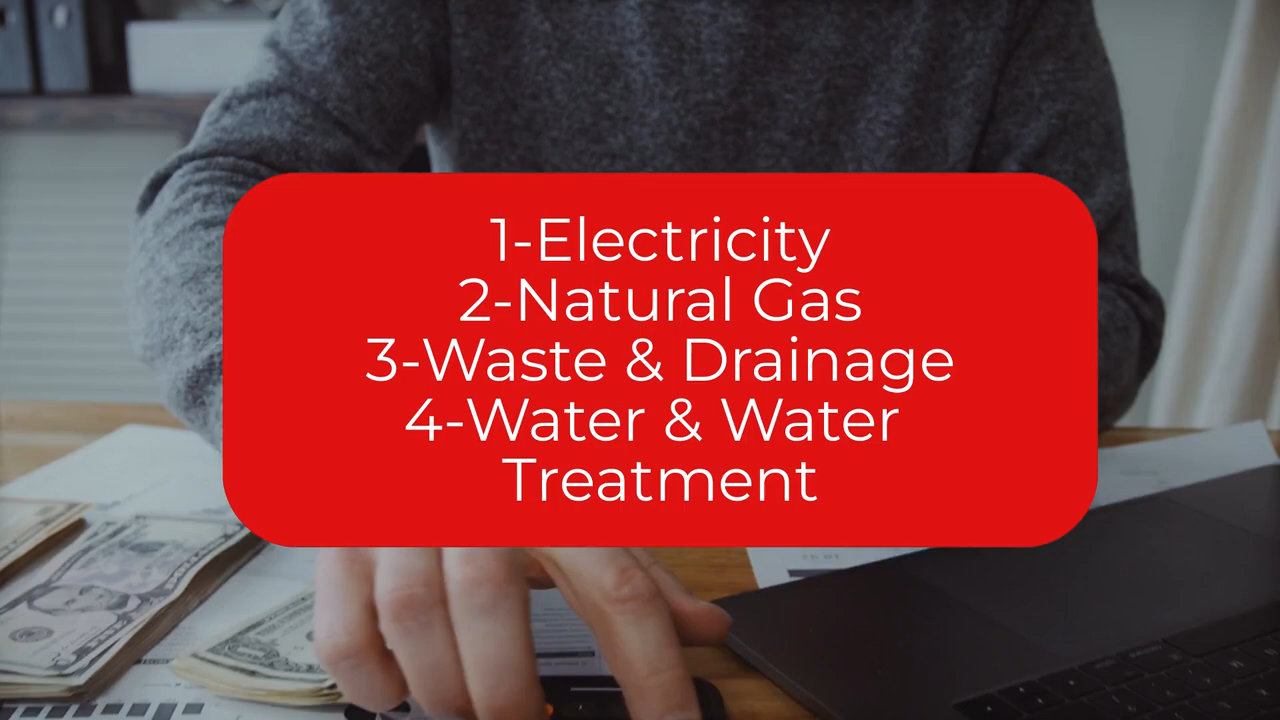 1-Electricity
2-Natural Gas
3-Waste & Drainage
4-Water & Water
Treatment